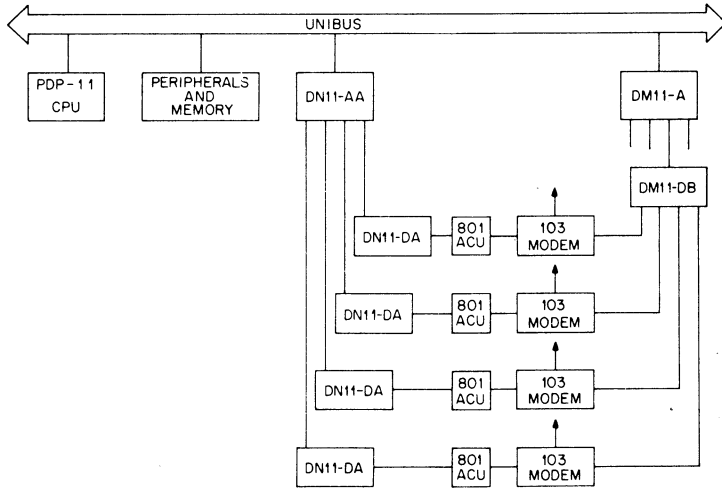 UNIBUS
PDP-11
CPU
PERIPHERALS
AND
MEMORY
DN11-AA
DM11-A
DM11-DB
DN11-DA
801
ACU
103
MODEM
DN11-DA
801
ACU
103
MODEM
DN11-DA
801
ACU
103
MODEM
DN11-DA
801
ACU
103
MODEM